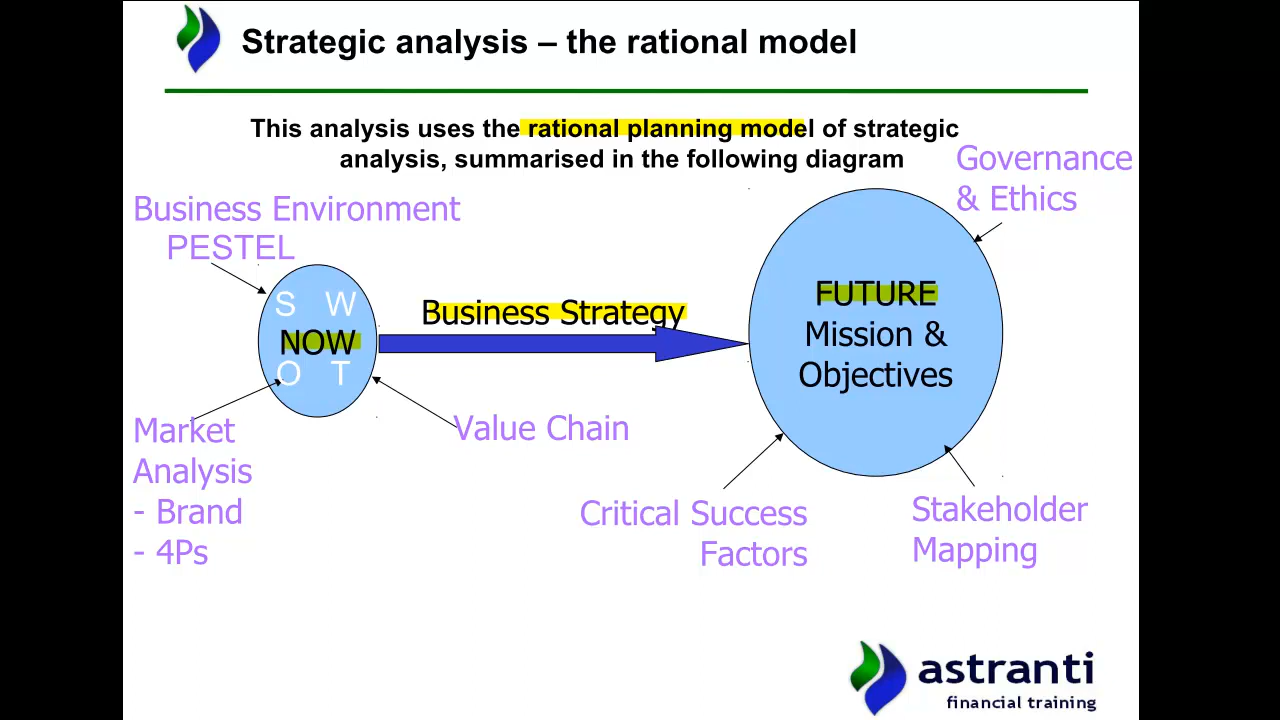 Strategic analysis – the rational model
This analysis uses the rational planning model of strategic
analysis, summarised in the following diagram
Governance
& Ethics
Business Environment
PESTEL
S W
NOW
O T
Business Strategy
FUTURE
Mission &
Objectives
Market
Analysis
- Brand
- 4Ps
Value Chain
Critical Success
Factors
Stakeholder
Mapping
astranti
financial training